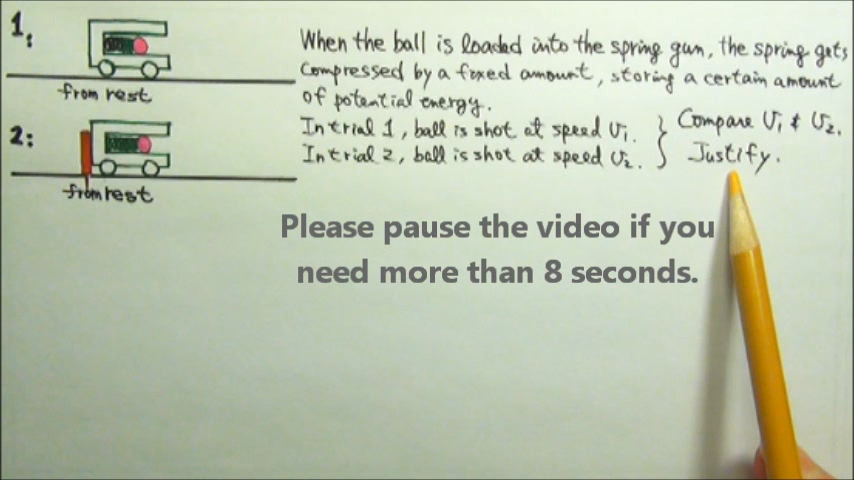 1:
from rest
2:
from rest
When the ball is loaded into the spring gun, the spring gets
compressed by a fixed amount, storing a certain amount
of potential energy.
In trial 1, ball is shot at speed v₁.
In trial 2, ball is shot at speed v₂.
Compare v₁ & v₂.
Justify.
Please pause the video if you
need more than 8 seconds.